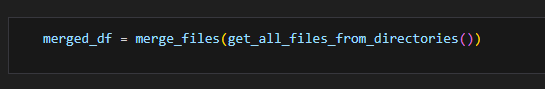 merged_df = merge_files(get_all_files_from_directories())